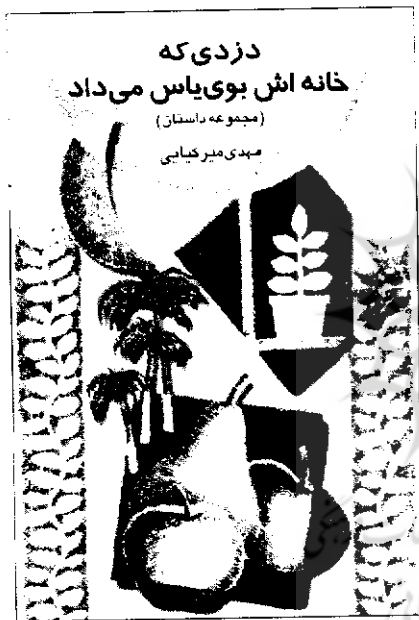 دزدی که
خانه اش بوی یاس می داد
(مجموعه داستان)
مهدی میرکیایی